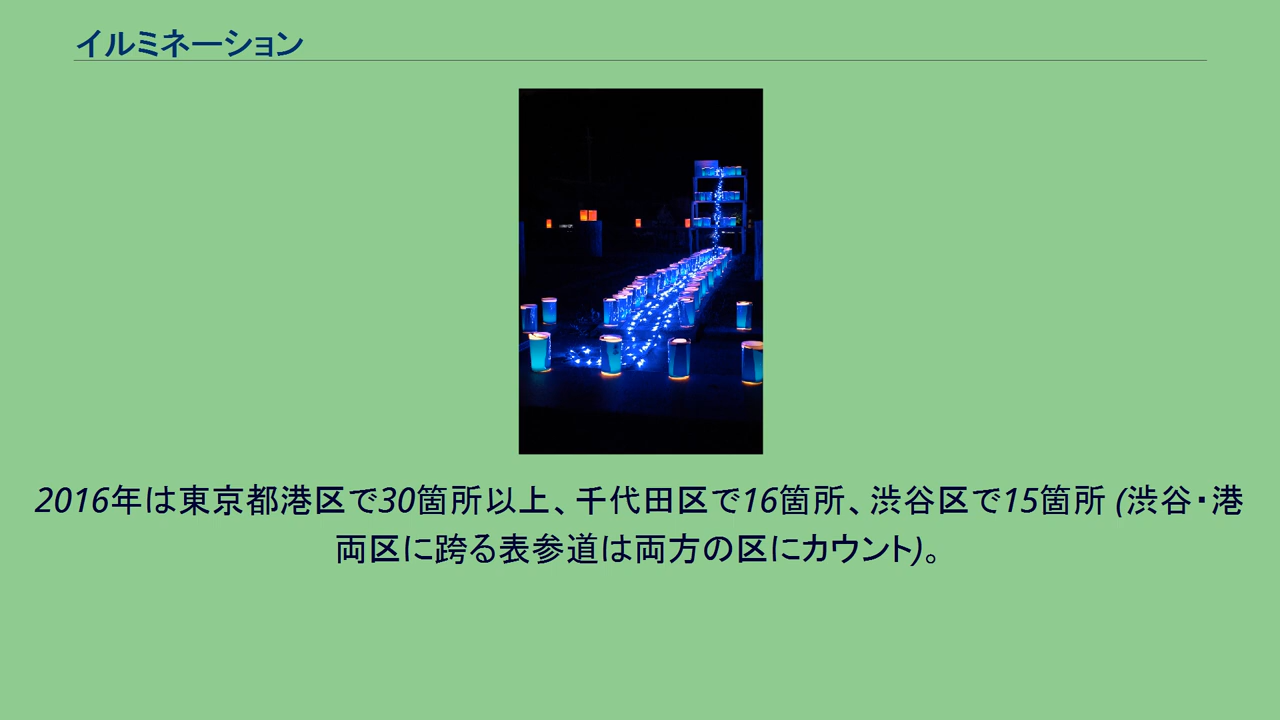 イルミネーション
2016年は東京都港区で30箇所以上、千代田区で16箇所、渋谷区で15箇所 (渋谷・港
両区に跨る表参道は両方の区にカウント)。